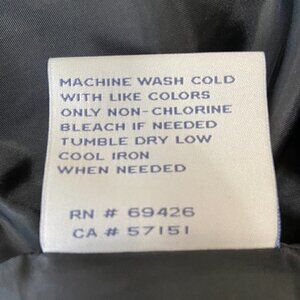 MACHINE WASH COLD
WITH LIKE COLORS
ONLY NON-CHLORINE
BLEACH IF NEEDED
TUMBLE DRY LOW
COOL IRON
WHEN NEEDED
RN # 69426
CA # 57151